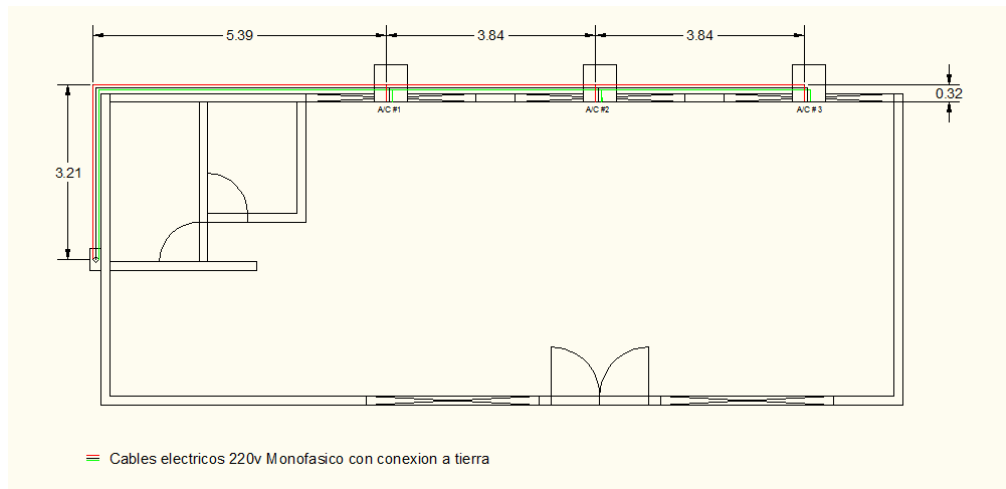 5.39 3.84 3.84
0.32
A/C #1 A/C #2 A/C # 3
3.21
Cables electricos 220v Monofasico con conexion a tierra